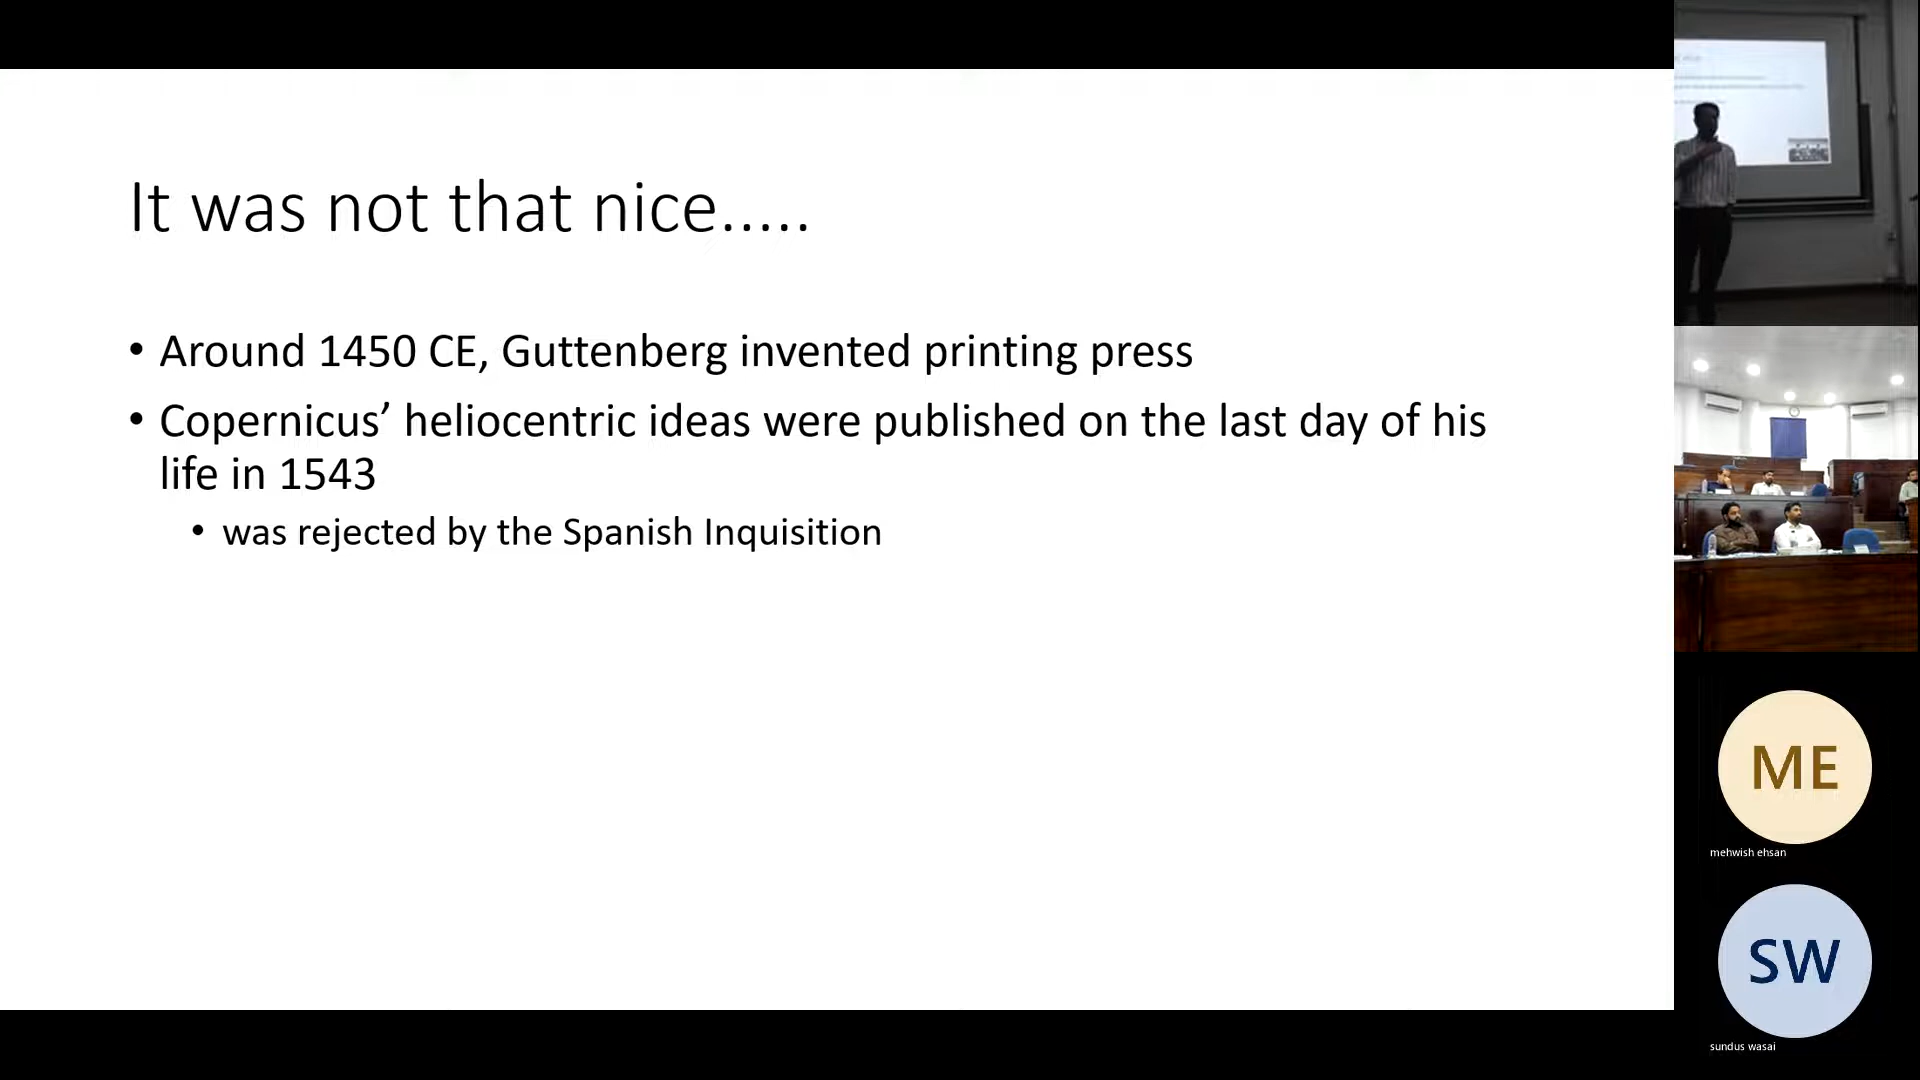 It was not that nice.....
• Around 1450 CE, Guttenberg invented printing press
• Copernicus’ heliocentric ideas were published on the last day of his
life in 1543
• was rejected by the Spanish Inquisition
ME
mehwish ehsan
SW
sundus wasai